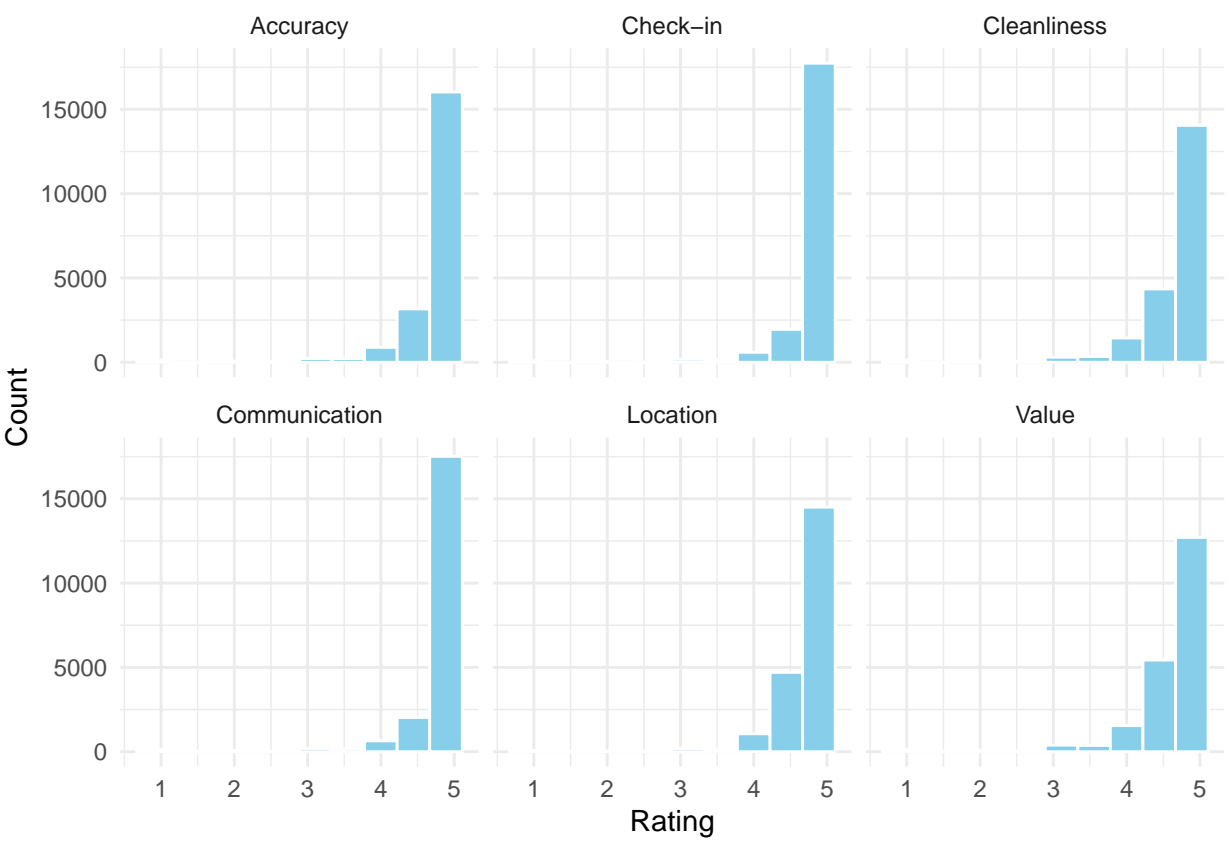 Accuracy Check−in Cleanliness
15000
10000
5000
0
Communication Location Value
15000
10000
5000
0
1 2 3 4 5 1 2 3 4 5 1 2 3 4 5
Rating
Count